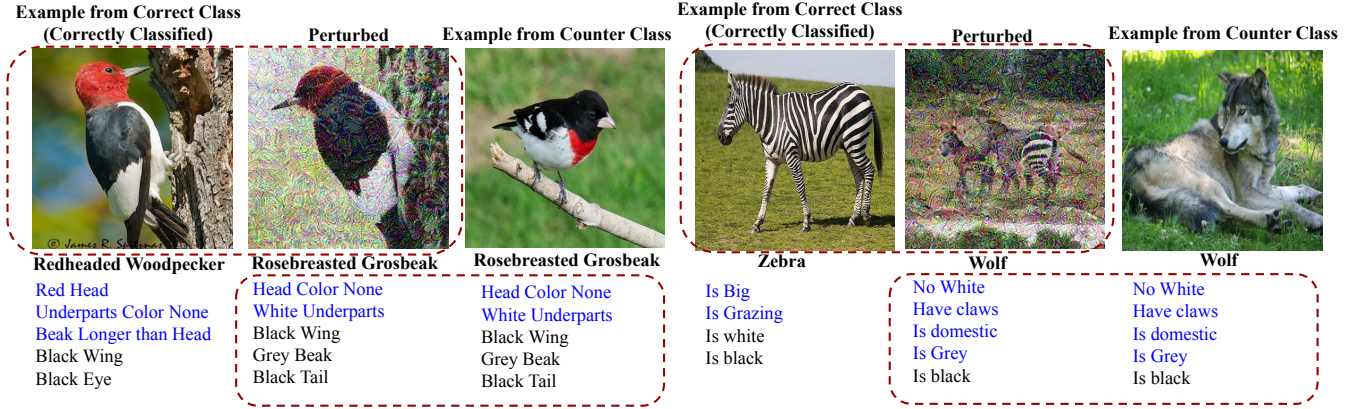 Example from Correct Class
(Correctly Classified)
Perturbed
Example from Counter Class
© James R.
Redheaded Woodpecker
Rosebreasted Grosbeak
Rosebreasted Grosbeak
Red Head
Underparts Color None
Beak Longer than Head
Black Wing
Black Eye
Head Color None
White Underparts
Black Wing
Grey Beak
Black Tail
Head Color None
White Underparts
Black Wing
Grey Beak
Black Tail
Example from Correct Class
(Correctly Classified)
Perturbed
Example from Counter Class
Zebra
Wolf
Wolf
Is Big
Is Grazing
Is white
Is black
No White
Have claws
Is domestic
Is Grey
Is black
No White
Have claws
Is domestic
Is Grey
Is black